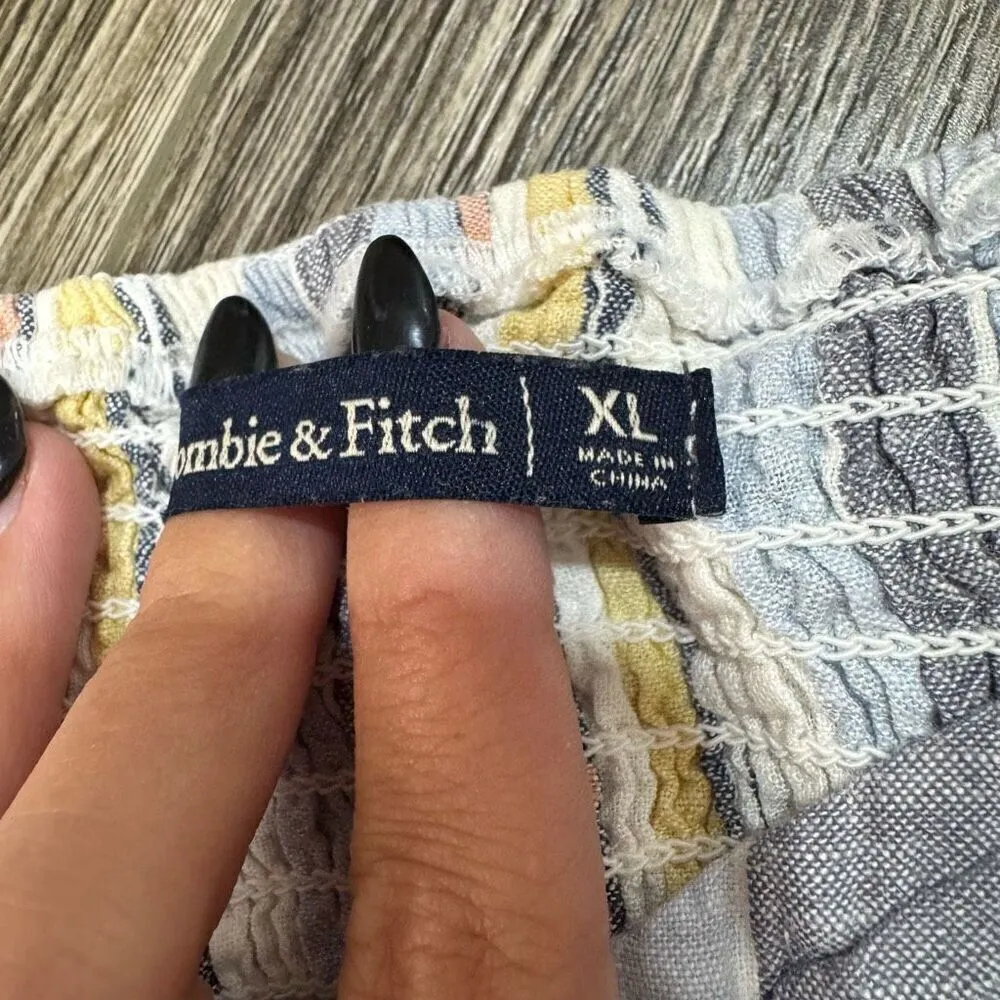 ombie & Fitch
XL
MADE IN
CHINA